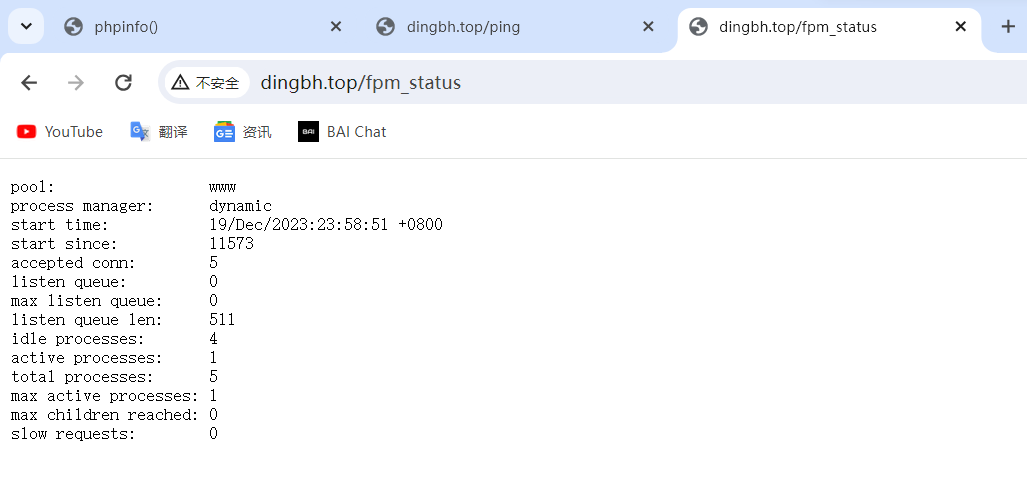 phpinfo()
dingbh.top/ping
dingbh.top/fpm_status
不安全 dingbh.top/fpm_status
YouTube 翻译 资讯 BAI BAI Chat
pool: www
process manager: dynamic
start time: 19/Dec/2023:23:58:51 +0800
start since: 11573
accepted conn: 5
listen queue: 0
max listen queue: 0
listen queue len: 511
idle processes: 4
active processes: 1
total processes: 5
max active processes: 1
max children reached: 0
slow requests: 0